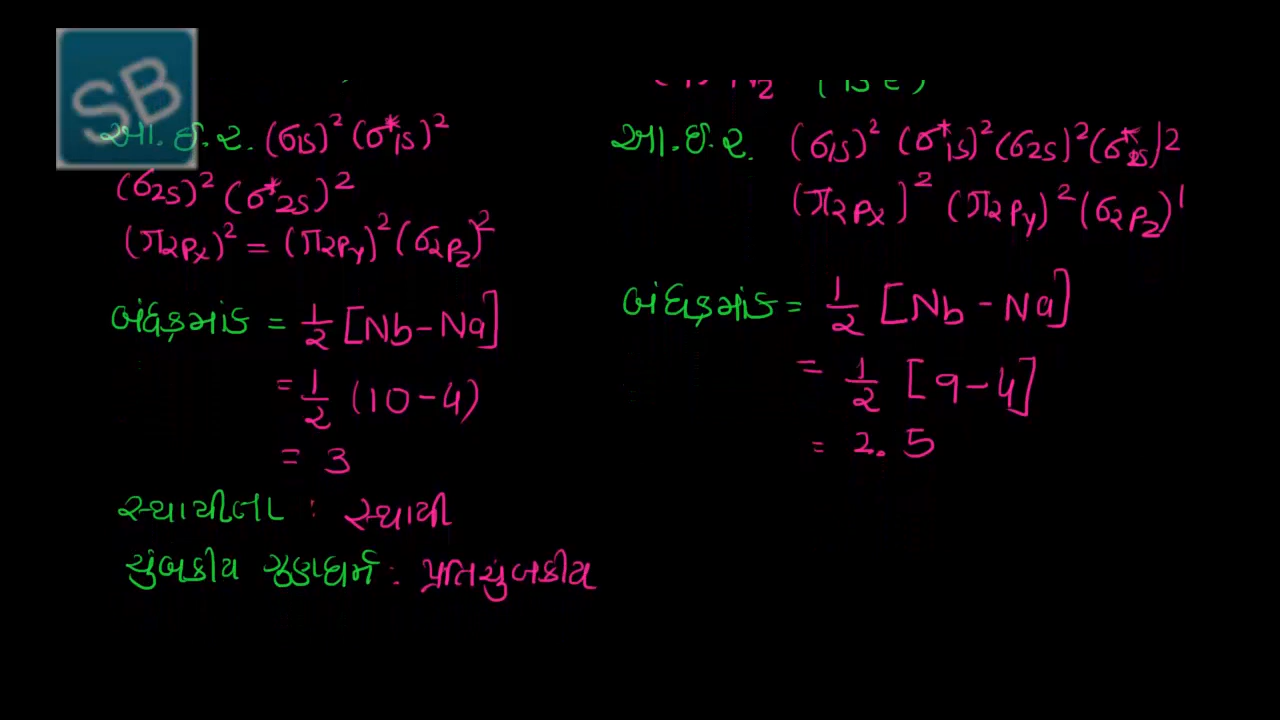 SB
આ.ઈ.ર. (σ1s)² (σ*1s)²
(σ2s)² (σ*2s)²
(π2px)² = (π2py)² (σ2pz)²
બંધક્રમાંક = 1/2 [Nb - Na]
= 1/2 (10 - 4)
= 3
સ્થાયીતા : સ્થાયી
ચુંબકીય ગુણધર્મ : પ્રતિચુંબકીય
આ.ઈ.ર. (σ1s)² (σ*1s)² (σ2s)² (σ*2s)²
(π2px)² (π2py)² (σ2pz)¹
બંધક્રમાંક = 1/2 [Nb - Na]
= 1/2 [9 - 4]
= 2.5